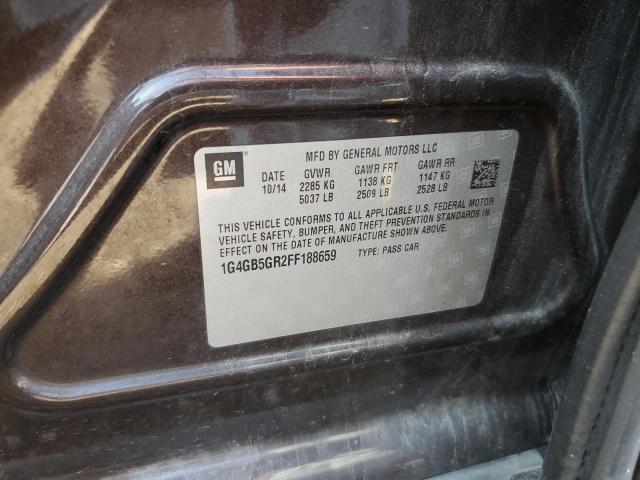 GM
MFD BY GENERAL MOTORS LLC
DATE GVWR GAWR FRT GAWR RR
10/14 2285 KG 1138 KG 1147 KG
5037 LB 2509 LB 2528 LB
THIS VEHICLE CONFORMS TO ALL APPLICABLE U.S. FEDERAL MOTOR
VEHICLE SAFETY, BUMPER, AND THEFT PREVENTION STANDARDS IN
EFFECT ON THE DATE OF MANUFACTURE SHOWN ABOVE.
1G4GB5GR2FF188659 TYPE: PASS CAR